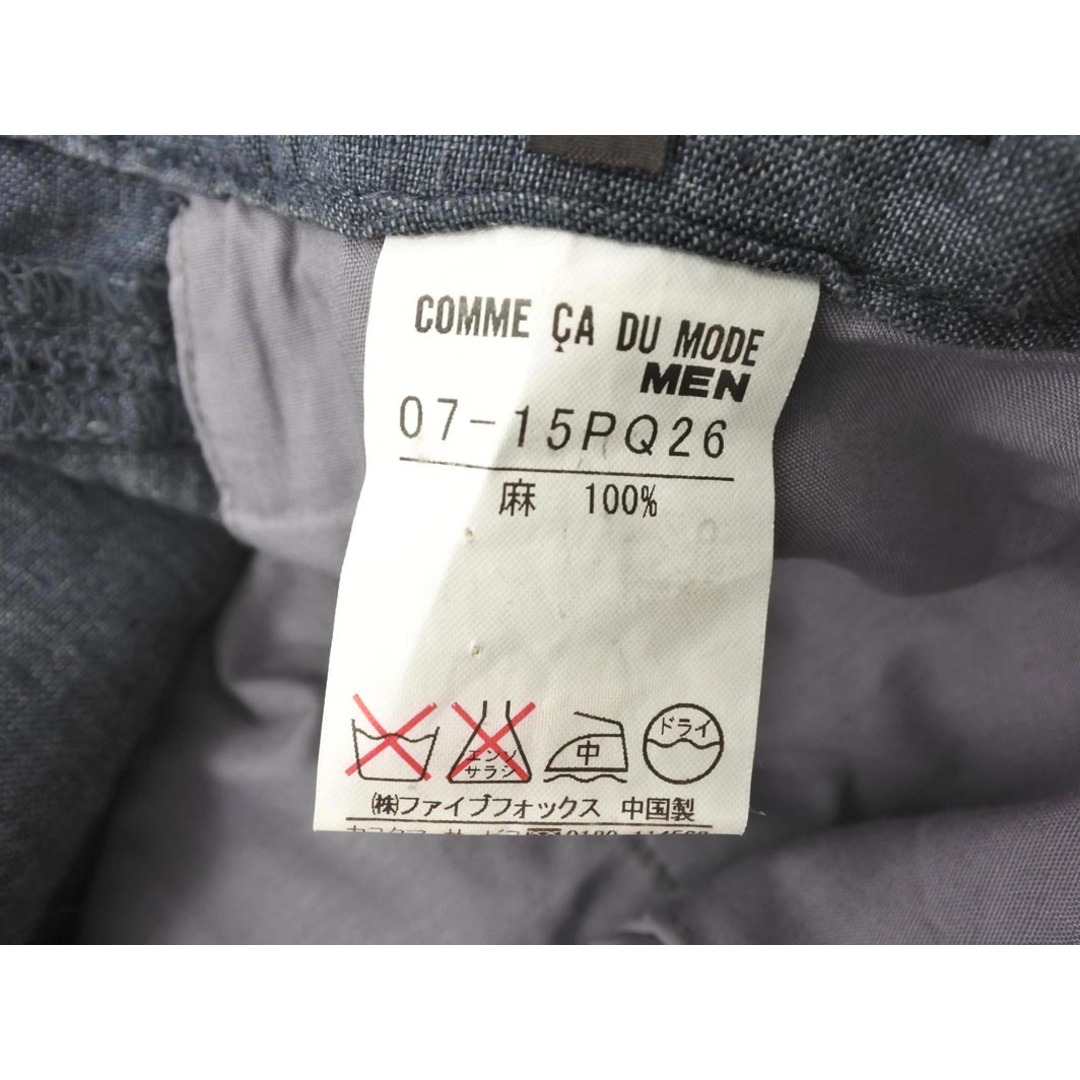 COMME ÇA DU MODE
MEN
07-15PQ26
麻 100%
エンソ
サラシ
中
ドライ
㈱ファイブフォックス 中国製